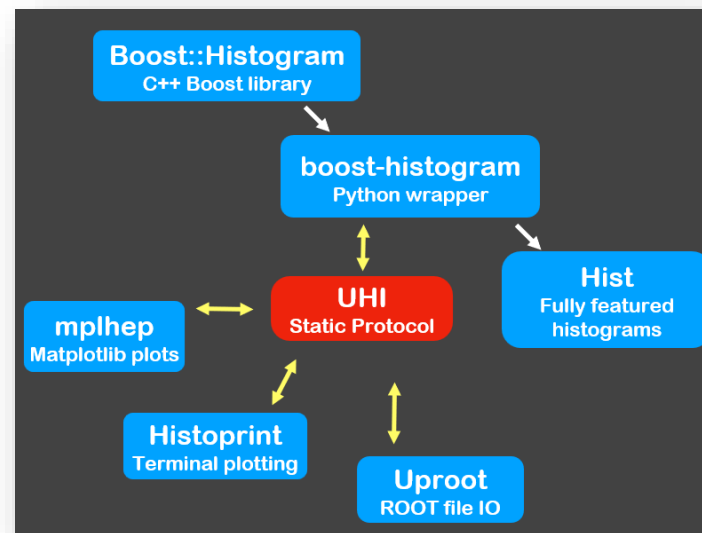 Boost::Histogram
C++ Boost library
boost-histogram
Python wrapper
Hist
Fully featured
histograms
UHI
Static Protocol
mplhep
Matplotlib plots
Histoprint
Terminal plotting
Uproot
ROOT file IO